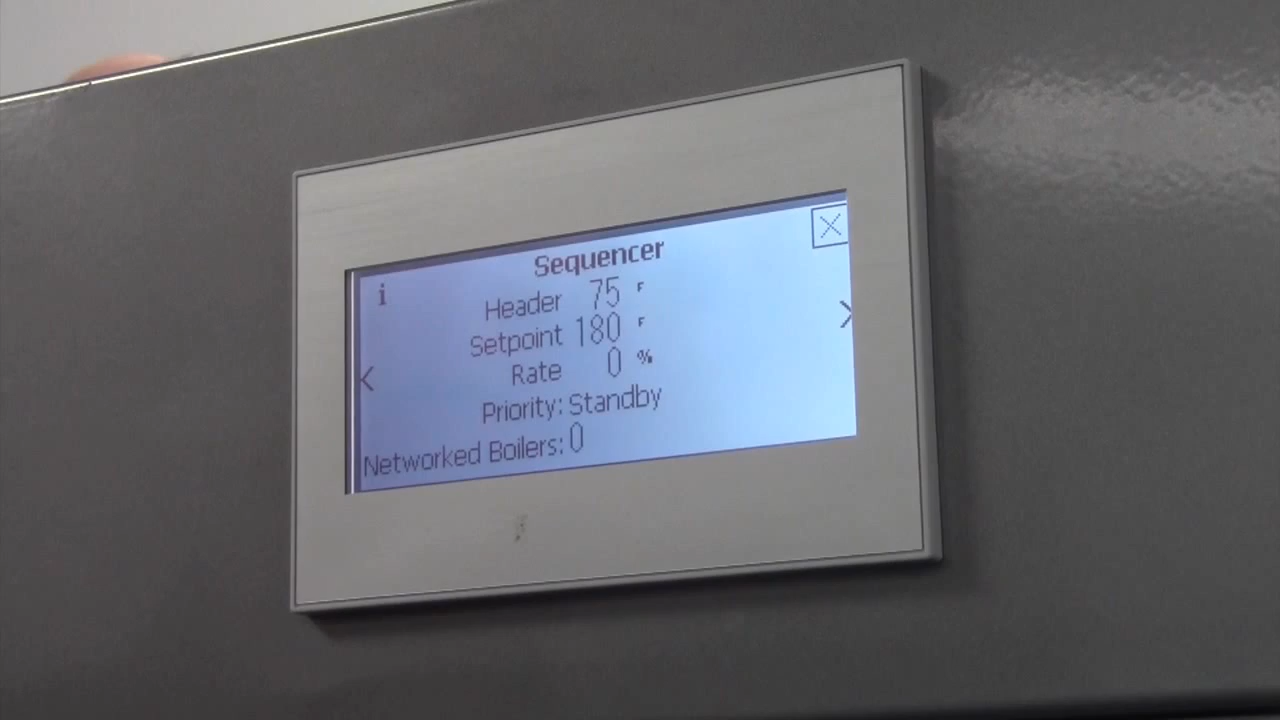 Sequencer
i
Header 75 F
Setpoint 180 F
Rate 0 %
Priority: Standby
Networked Boilers: 0